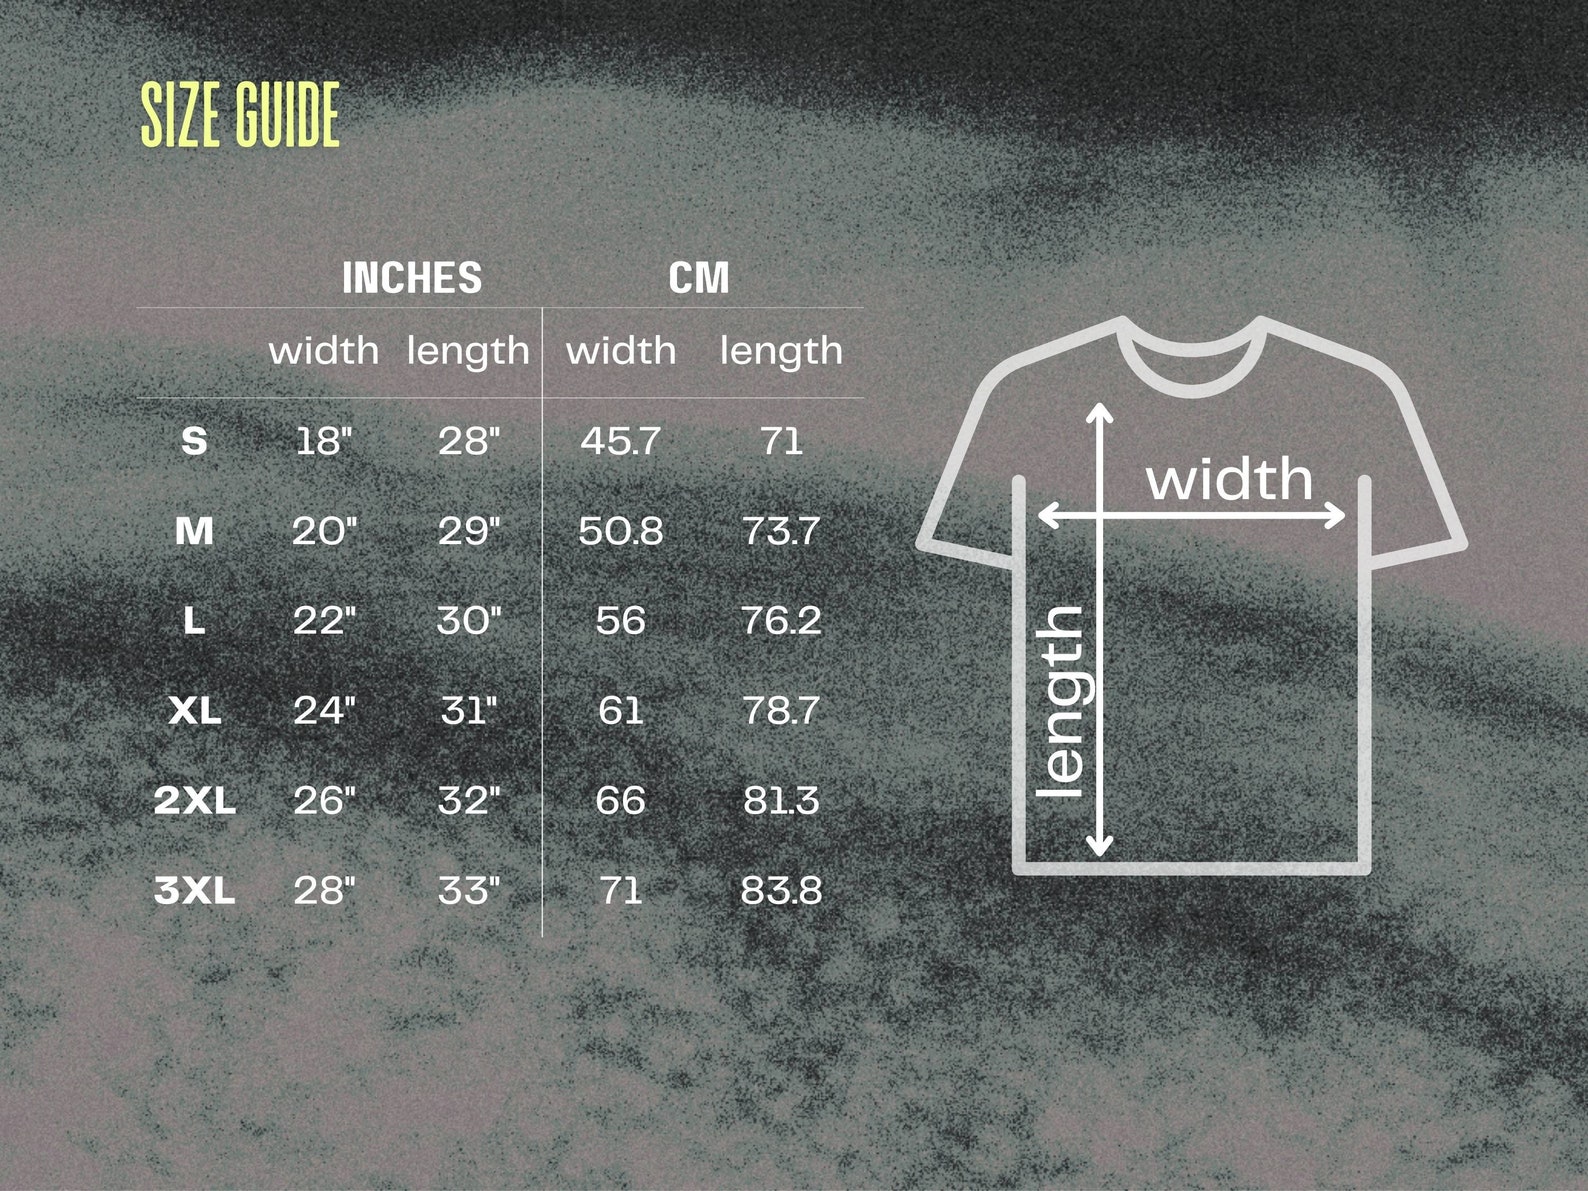 SIZE GUIDE
INCHES CM
width length width length
S 18" 28" 45.7 71
M 20" 29" 50.8 73.7
L 22" 30" 56 76.2
XL 24" 31" 61 78.7
2XL 26" 32" 66 81.3
3XL 28" 33" 71 83.8
width
length